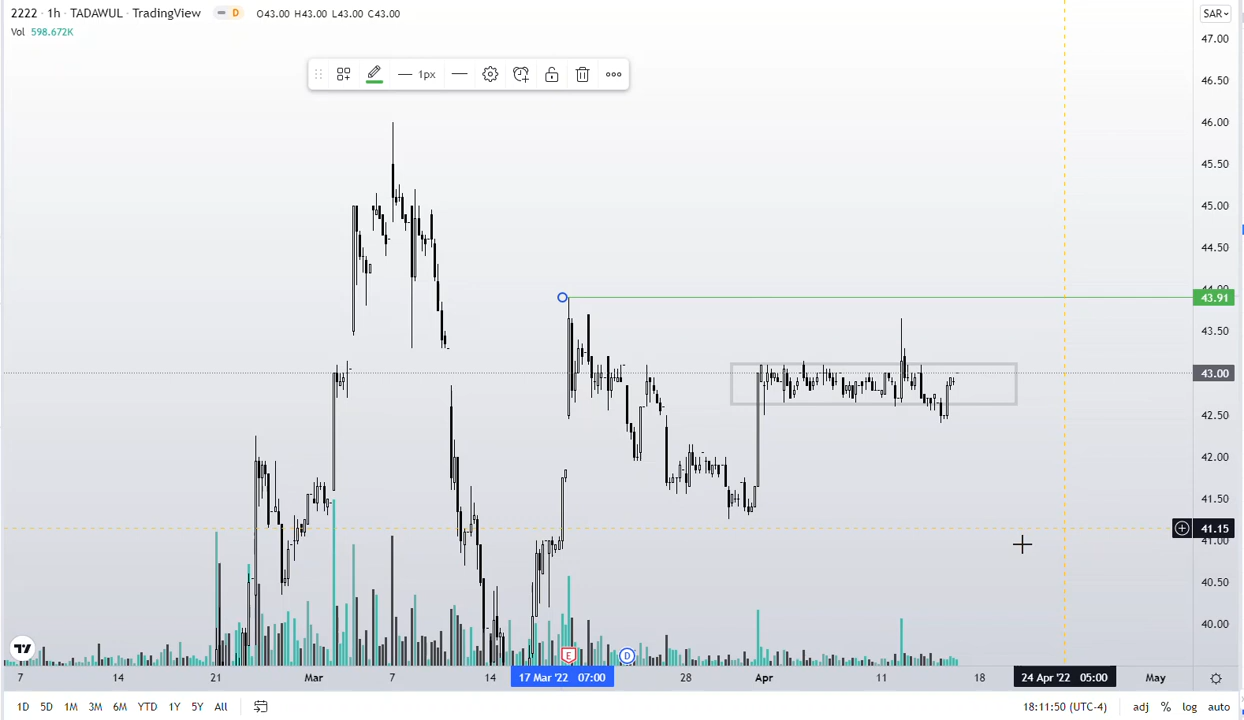 2222 · 1h · TADAWUL · TradingView D O43.00 H43.00 L43.00 C43.00
SAR
Vol 598.672K
1px
47.00
46.50
46.00
45.50
45.00
44.50
44.00
43.91
43.50
43.00
42.50
42.00
41.50
41.15
41.00
40.50
40.00
E
D
7
14
21
Mar
7
14
17 Mar '22 07:00
28
Apr
11
18
24 Apr '22 05:00
May
1D 5D 1M 3M 6M YTD 1Y 5Y All
18:11:50 (UTC-4) adj % log auto